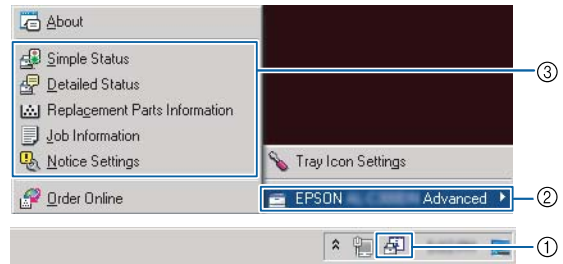 About
Simple Status
Detailed Status
Replacement Parts Information
Job Information
Notice Settings
Order Online
Tray Icon Settings
EPSON Advanced
③
②
①